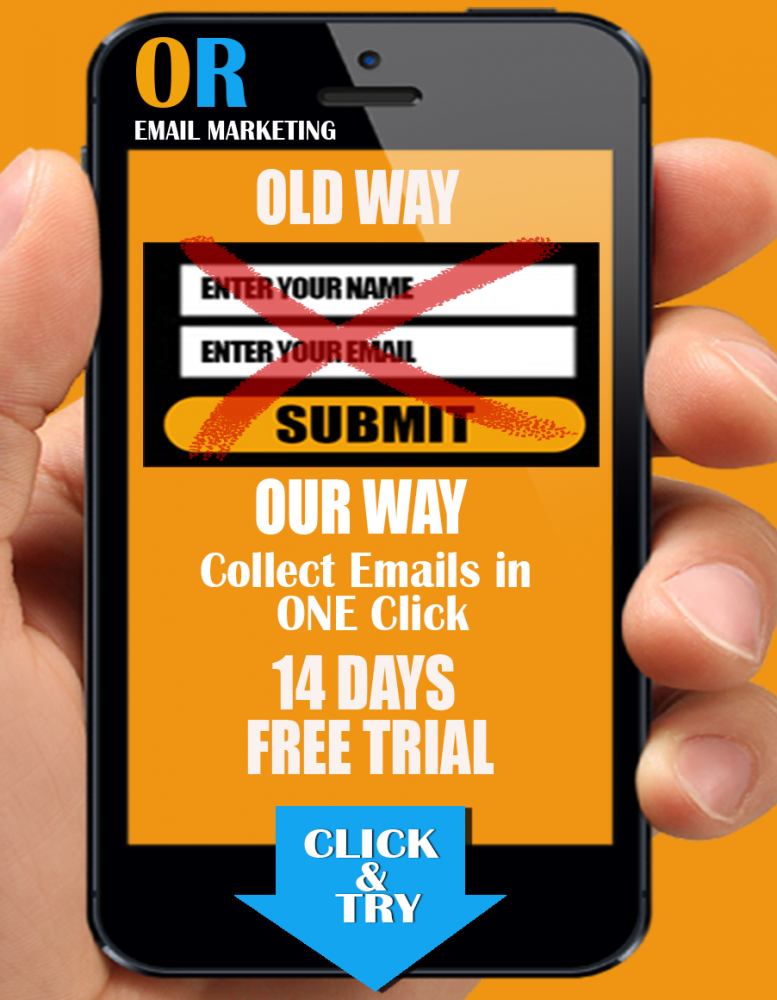 OR
EMAIL MARKETING
OLD WAY
ENTER YOUR NAME
ENTER YOUR EMAIL
SUBMIT
OUR WAY
Collect Emails in
ONE Click
14 DAYS
FREE TRIAL
CLICK
&
TRY